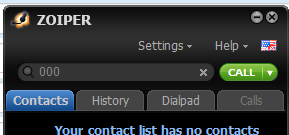 ZOIPER
Settings Help
000 CALL
Contacts History Dialpad Calls
Your contact list has no contacts